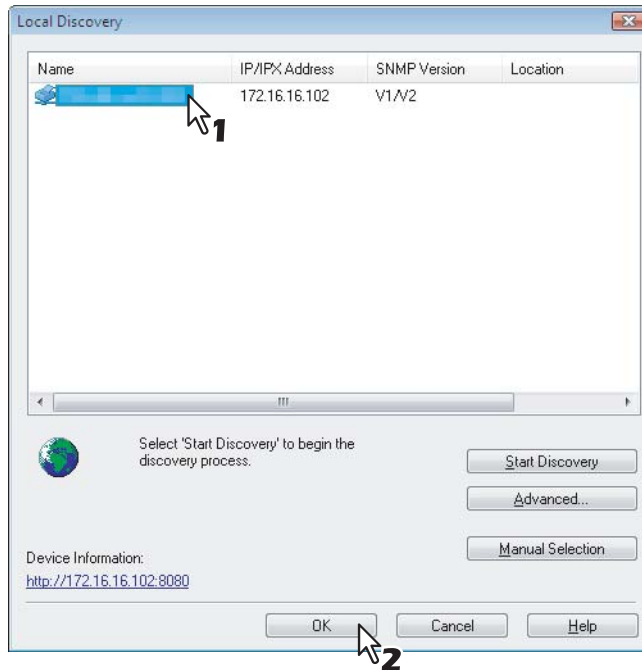 Local Discovery
Name IP/IPX Address SNMP Version Location
172.16.16.102 V1/V2
1
Select 'Start Discovery' to begin the
discovery process.
Start Discovery
Advanced...
Manual Selection
Device Information:
http://172.16.16.102:8080
OK Cancel Help
2